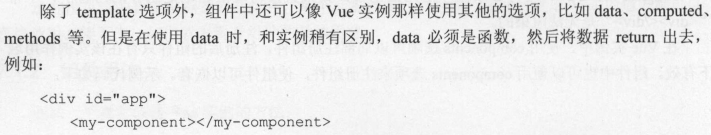 除了 template 选项外，组件中还可以像 Vue 实例那样使用其他的选项，比如 data、computed、
methods 等。但是在使用 data 时，和实例稍有区别，data 必须是函数，然后将数据 return 出去，
例如：
<div id="app">
<my-component></my-component>